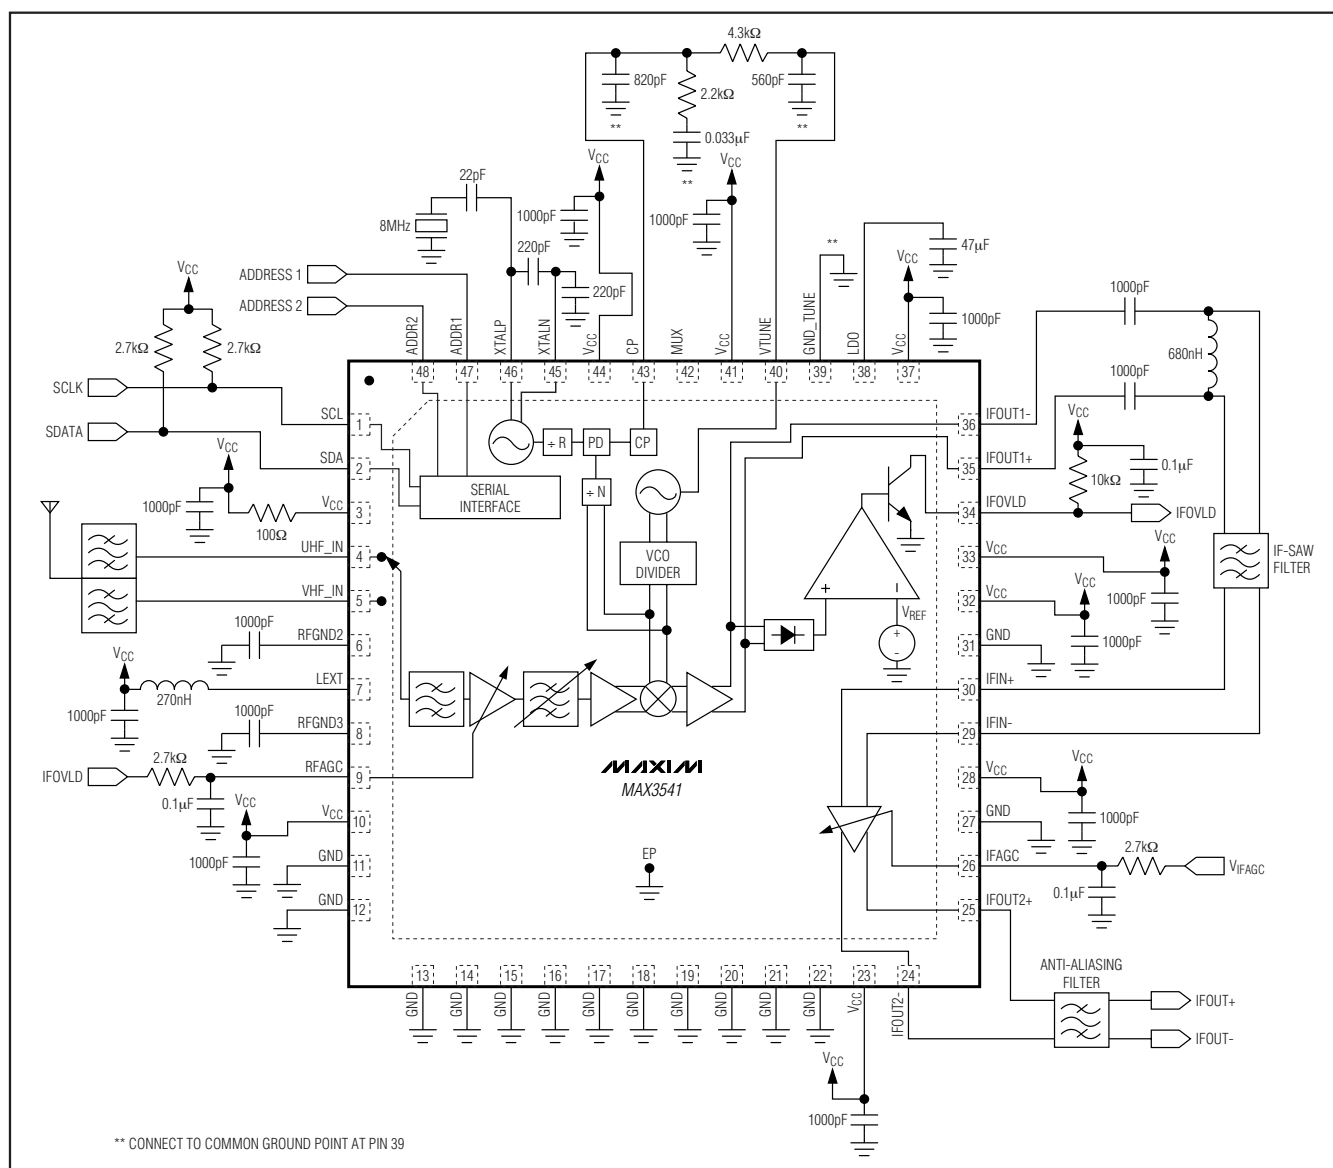 4.3kΩ
820pF
2.2kΩ
560pF
**
**
0.033µF
**
VCC
VCC
22pF
8MHz
1000pF
1000pF
220pF
220pF
**
47µF
VCC
1000pF
1000pF
1000pF
680nH
ADDRESS 1
ADDRESS 2
VCC
2.7kΩ
2.7kΩ
SCLK
SDATA
ADDR2
ADDR1
XTALP
XTALN
VCC
CP
MUX
VCC
VTUNE
GND_TUNE
LDO
VCC
48
47
46
45
44
43
42
41
40
39
38
37
SCL
1
SDA
2
VCC
1000pF
100Ω
VCC
3
UHF_IN
4
VHF_IN
5
1000pF
RFGND2
6
VCC
270nH
1000pF
LEXT
7
1000pF
RFGND3
8
IFOVLD
2.7kΩ
0.1µF
RFAGC
9
VCC
1000pF
VCC
10
GND
11
GND
12
÷ R
PD
CP
÷ N
SERIAL
INTERFACE
VCO
DIVIDER
+
–
VREF
+
-
MAXIM
MAX3541
EP
36
IFOUT1-
35
IFOUT1+
VCC
0.1µF
10kΩ
34
IFOVLD
IFOVLD
33
VCC
VCC
1000pF
IF-SAW
FILTER
32
VCC
VCC
1000pF
31
GND
30
IFIN+
29
IFIN-
28
VCC
VCC
1000pF
27
GND
26
IFAGC
2.7kΩ
VIFAGC
0.1µF
25
IFOUT2+
13
14
15
16
17
18
19
20
21
22
23
24
GND
GND
GND
GND
GND
GND
GND
GND
GND
GND
VCC
IFOUT2-
ANTI-ALIASING
FILTER
IFOUT+
IFOUT-
VCC
1000pF
** CONNECT TO COMMON GROUND POINT AT PIN 39